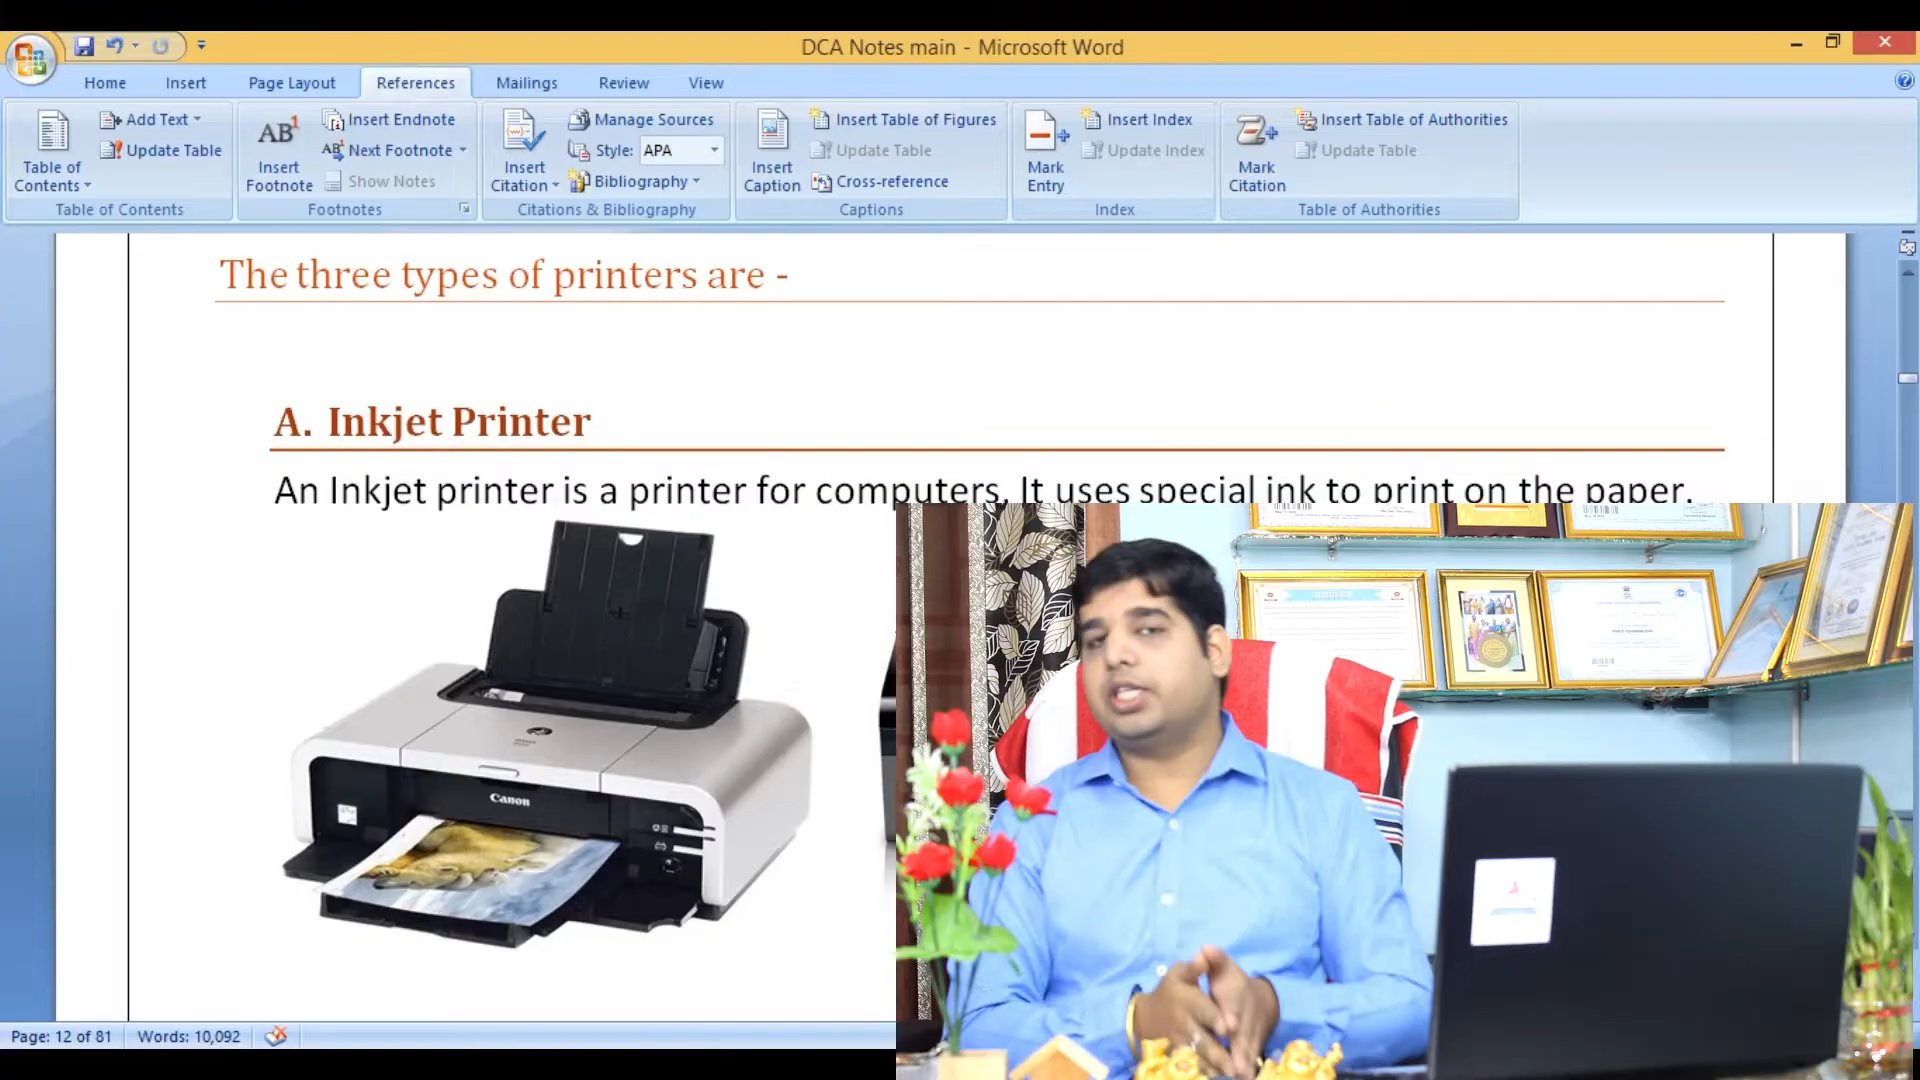 DCA Notes main - Microsoft Word
Home Insert Page Layout References Mailings Review View
Table of Contents
Add Text
Update Table
Table of Contents
AB1
Insert Footnote
Insert Endnote
AB Next Footnote
Show Notes
Footnotes
Insert Citation
Manage Sources
Style: APA
Bibliography
Citations & Bibliography
Insert Caption
Insert Table of Figures
Update Table
Cross-reference
Captions
Mark Entry
Insert Index
Update Index
Index
Mark Citation
Insert Table of Authorities
Update Table
Table of Authorities
The three types of printers are -
A. Inkjet Printer
An Inkjet printer is a printer for computers. It uses special ink to print on the paper.
Canon
Page: 12 of 81 Words: 10,092